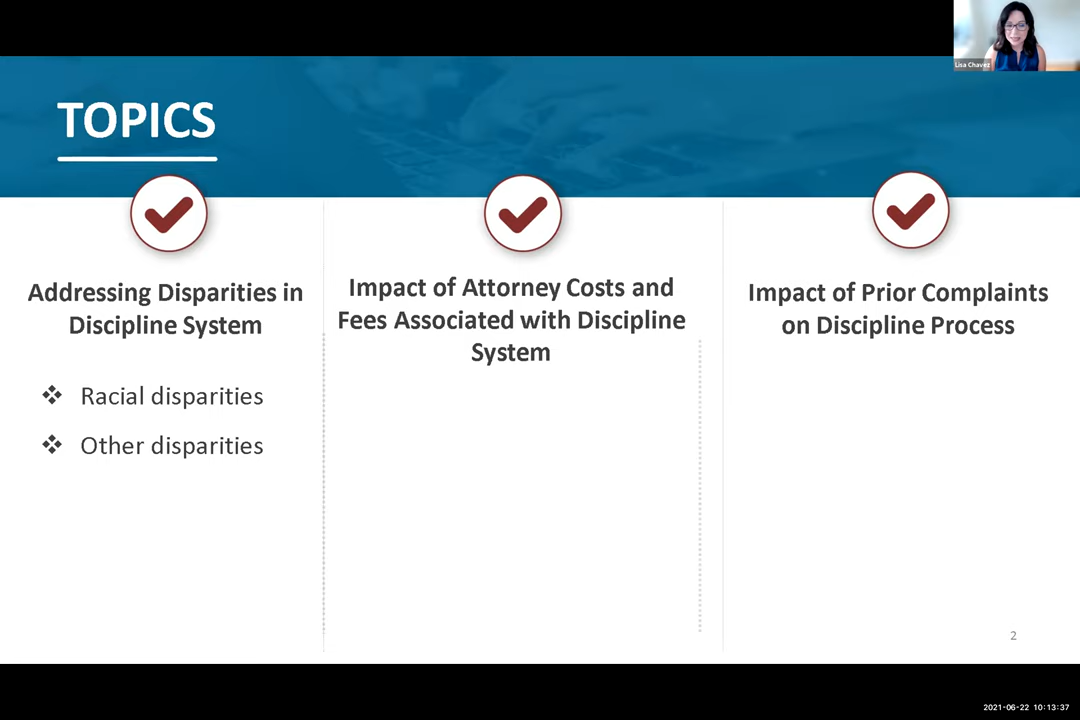 Lisa Chavez
TOPICS
Addressing Disparities in
Discipline System
❖ Racial disparities
❖ Other disparities
Impact of Attorney Costs and
Fees Associated with Discipline
System
Impact of Prior Complaints
on Discipline Process
2
2021-06-22 10:13:37